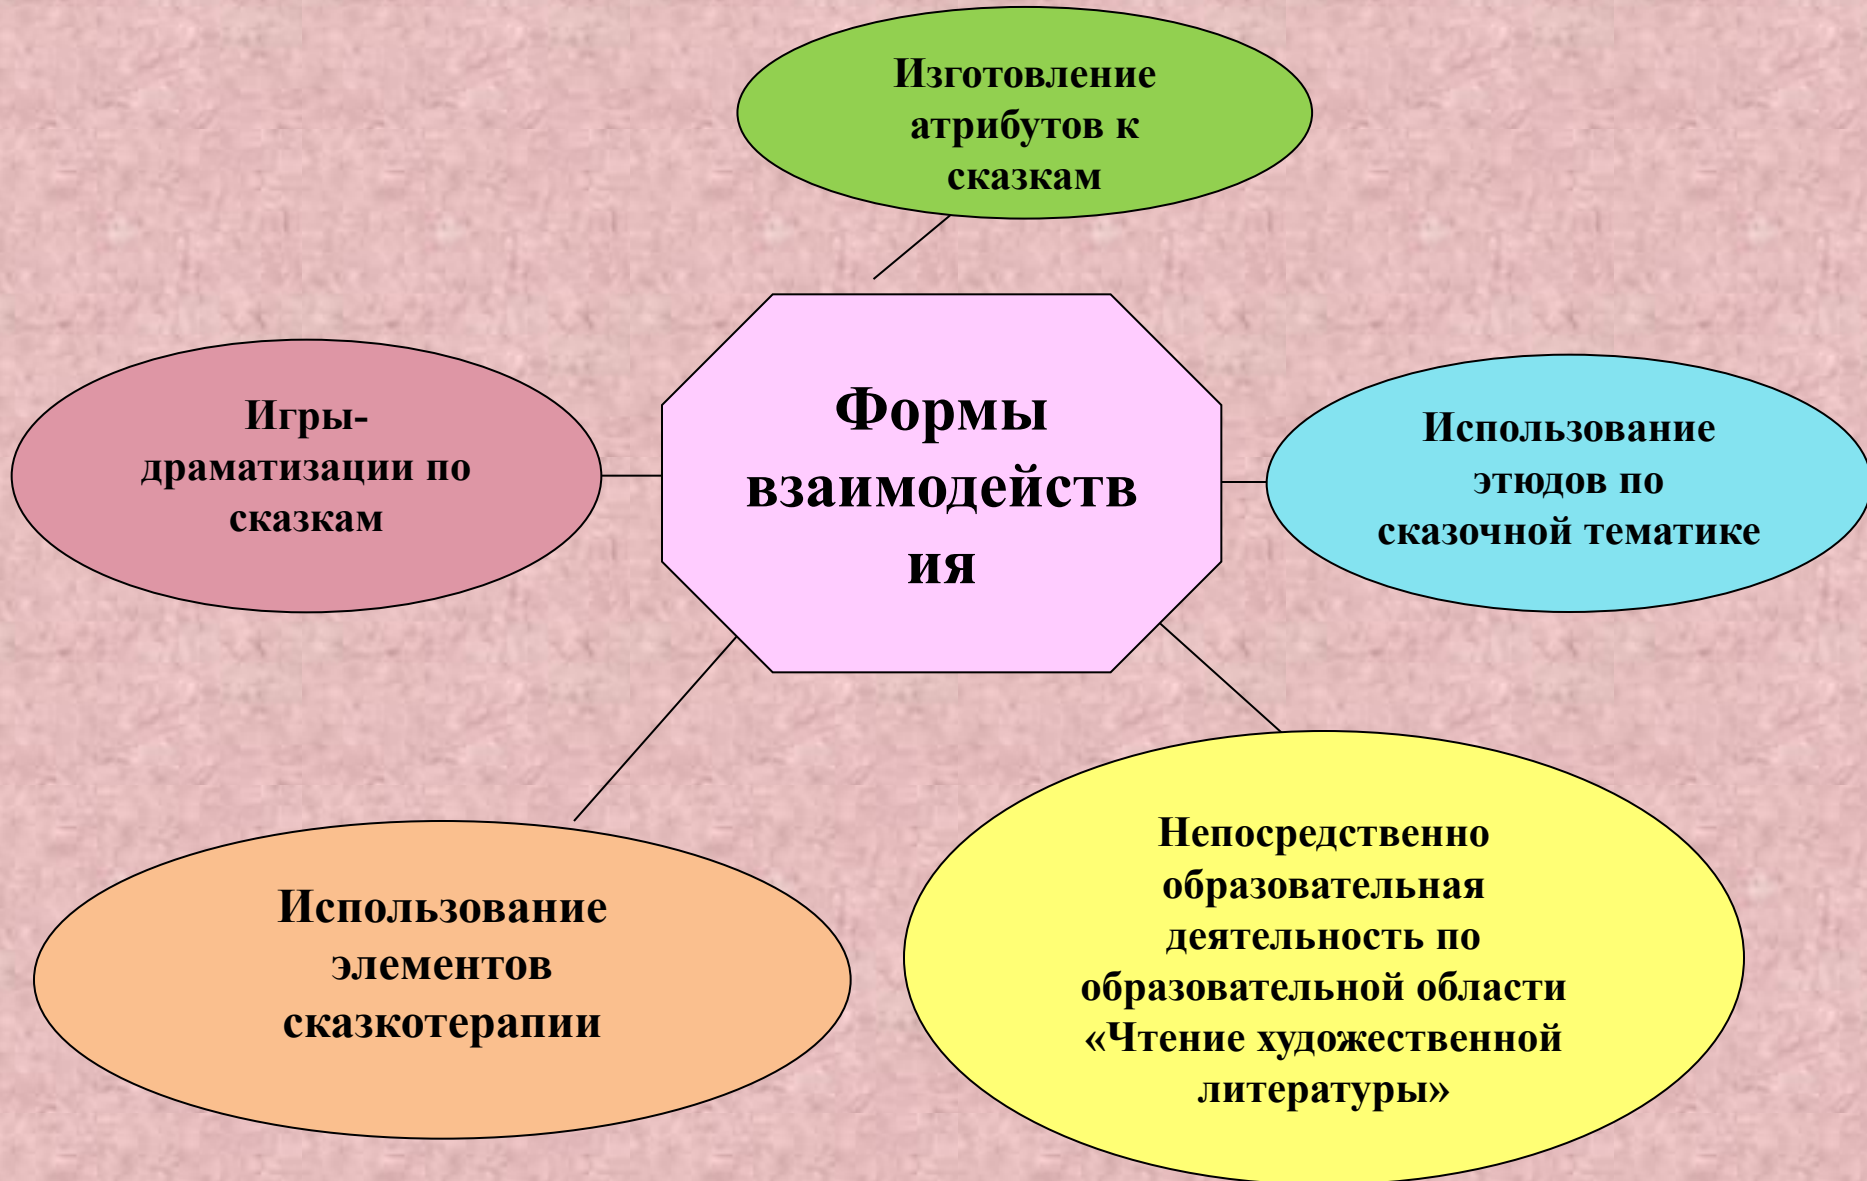 Изготовление
атрибутов к
сказкам
Формы
взаимодейств
ия
Игры-
драматизации по
сказкам
Использование
этюдов по
сказочной тематике
Использование
элементов
сказкотерапии
Непосредственно
образовательная
деятельность по
образовательной области
«Чтение художественной
литературы»